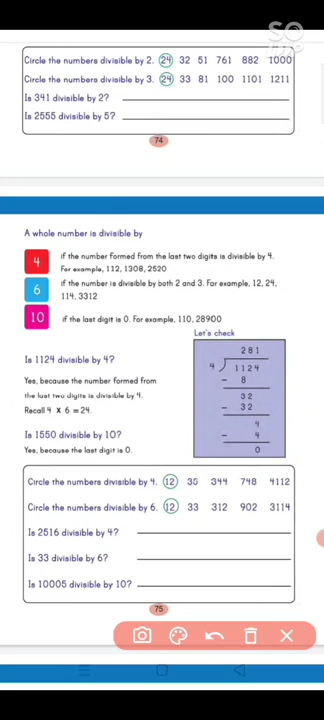 SO
Circle the numbers divisible by 2. 24 32 51 761 882 1000
Circle the numbers divisible by 3. 24 33 81 100 1101 1211
Is 341 divisible by 2?
Is 2555 divisible by 5?
74
A whole number is divisible by
4 if the number formed from the last two digits is divisible by 4.
For example, 112, 1308, 2520
6 if the number is divisible by both 2 and 3. For example, 12, 24,
114, 3312
10 if the last digit is 0. For example, 110, 28900
Let's check
281
Is 1124 divisible by 4?
4 1124
Yes, because the number formed from
- 8
the last two digits is divisible by 4.
32
Recall 4 x 6 = 24.
- 32
4
Is 1550 divisible by 10?
- 4
Yes, because the last digit is 0.
0
Circle the numbers divisible by 4. 12 35 344 748 4112
Circle the numbers divisible by 6. 12 33 312 902 3114
Is 2516 divisible by 4?
Is 33 divisible by 6?
Is 10005 divisible by 10?
75